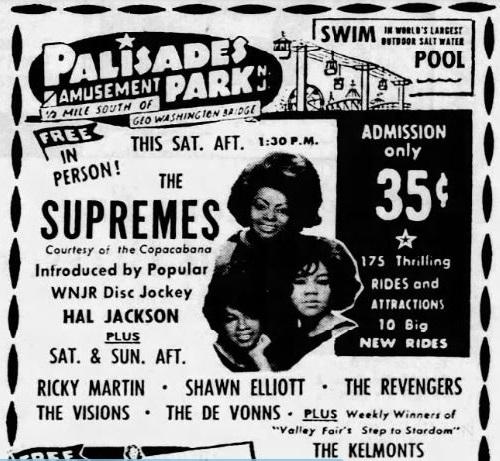 PALISADES
AMUSEMENT PARK N.J.
½ MILE SOUTH OF
GEO WASHINGTON BRIDGE
SWIM IN WORLD'S LARGEST
OUTDOOR SALT WATER
POOL
FREE
IN
PERSON!
THIS SAT. AFT. 1:30 P.M.
THE
SUPREMES
Courtesy of the Copacabana
Introduced by Popular
WNJR Disc Jockey
HAL JACKSON
PLUS
SAT. & SUN. AFT.
ADMISSION
only
35¢
175 Thrilling
RIDES and
ATTRACTIONS
10 Big
NEW RIDES
RICKY MARTIN • SHAWN ELLIOTT • THE REVENGERS
THE VISIONS • THE DE VONNS • PLUS Weekly Winners of
"Valley Fair's Step to Stardom"
THE KELMONTS
FREE